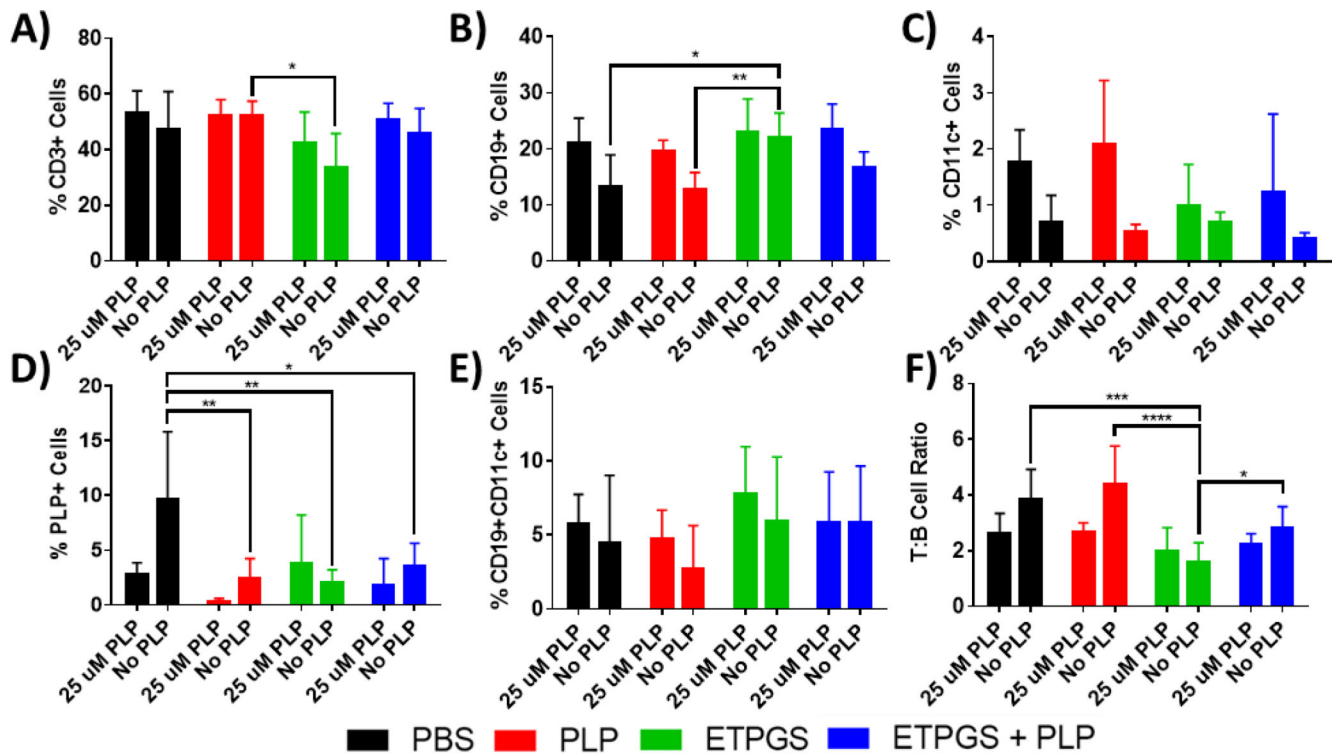 A)
% CD3+ Cells
80
60
40
20
0
*
25 uM PLP
No PLP
25 uM PLP
No PLP
25 uM PLP
No PLP
25 uM PLP
No PLP
B)
% CD19+ Cells
40
30
20
10
0
*
**
25 uM PLP
No PLP
25 uM PLP
No PLP
25 uM PLP
No PLP
25 uM PLP
No PLP
C)
% CD11c+ Cells
4
3
2
1
0
25 uM PLP
No PLP
25 uM PLP
No PLP
25 uM PLP
No PLP
25 uM PLP
No PLP
D)
% PLP+ Cells
20
15
10
5
0
*
**
**
25 uM PLP
No PLP
25 uM PLP
No PLP
25 uM PLP
No PLP
25 uM PLP
No PLP
E)
% CD19+CD11c+ Cells
15
10
5
0
25 uM PLP
No PLP
25 uM PLP
No PLP
25 uM PLP
No PLP
25 uM PLP
No PLP
F)
T:B Cell Ratio
8
6
4
2
0
***
****
*
25 uM PLP
No PLP
25 uM PLP
No PLP
25 uM PLP
No PLP
25 uM PLP
No PLP
PBS PLP ETPGS ETPGS + PLP